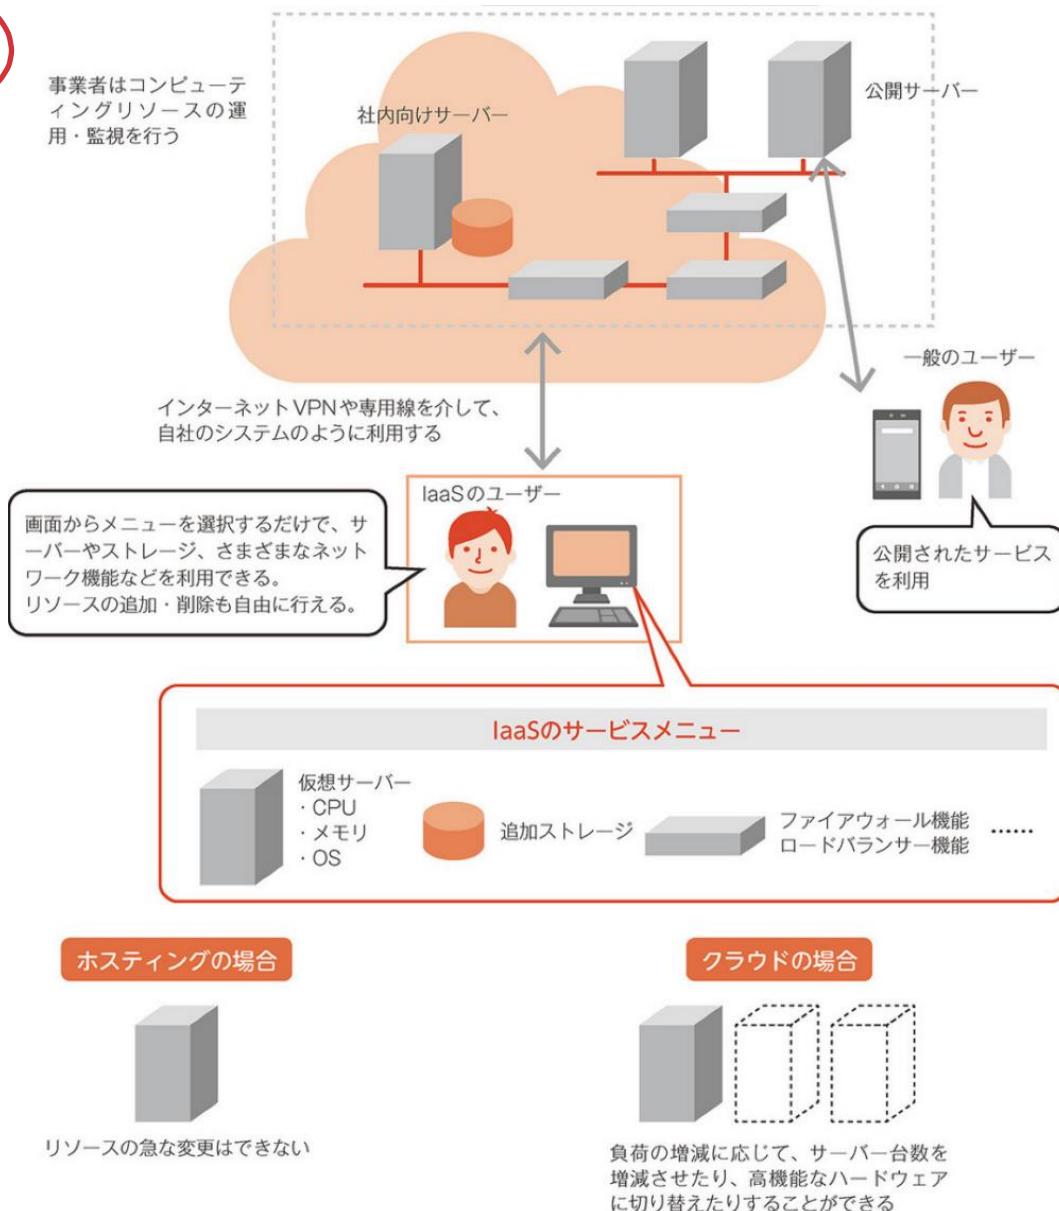 事業者はコンピューテ
ィングリソースの運
用・監視を行う
社内向けサーバー
公開サーバー
一般のユーザー
インターネットVPNや専用線を介して、
自社のシステムのように利用する
IaaSのユーザー
画面からメニューを選択するだけで、サ
ーバーやストレージ、さまざまなネット
ワーク機能などを利用できる。
リソースの追加・削除も自由に行える。
公開されたサービス
を利用
IaaSのサービスメニュー
仮想サーバー
・CPU
・メモリ
・OS
追加ストレージ
ファイアウォール機能
ロードバランサー機能
……
ホスティングの場合
リソースの急な変更はできない
クラウドの場合
負荷の増減に応じて、サーバー台数を
増減させたり、高機能なハードウェア
に切り替えたりすることができる